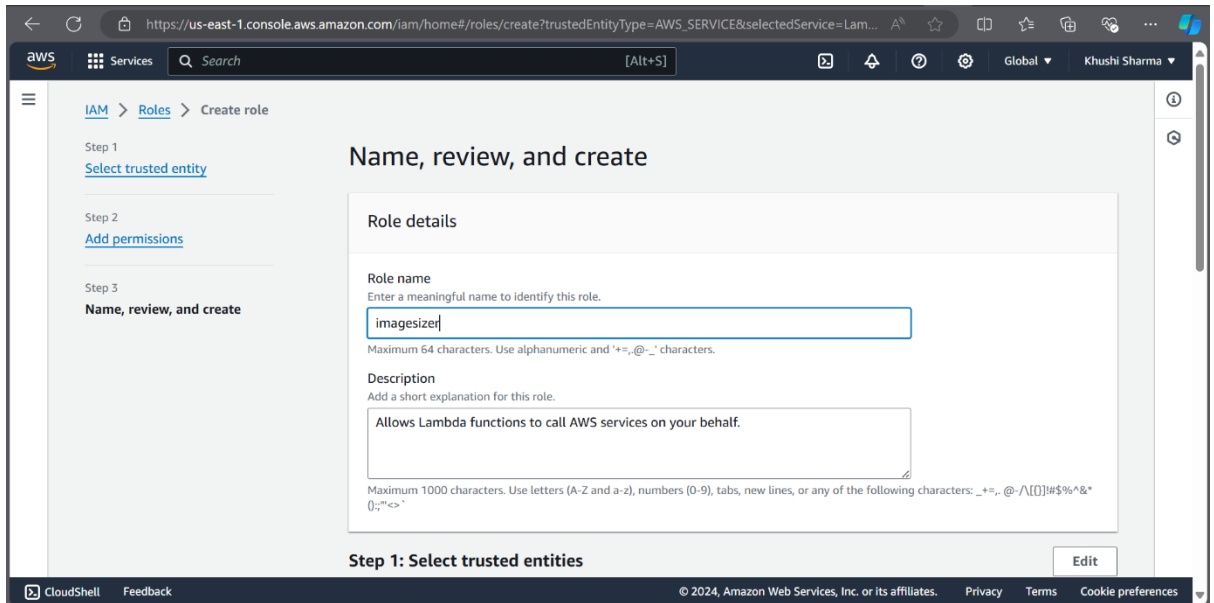 https://us-east-1.console.aws.amazon.com/iam/home#/roles/create?trustedEntityType=AWS_SERVICE&selectedService=Lam...
aws Services Search [Alt+S] Global ▼ Khushi Sharma ▼
IAM > Roles > Create role
Step 1
Select trusted entity
Step 2
Add permissions
Step 3
Name, review, and create
Name, review, and create
Role details
Role name
Enter a meaningful name to identify this role.
imagesizer
Maximum 64 characters. Use alphanumeric and '+=,.@-_' characters.
Description
Add a short explanation for this role.
Allows Lambda functions to call AWS services on your behalf.
Maximum 1000 characters. Use letters (A-Z and a-z), numbers (0-9), tabs, new lines, or any of the following characters: _+=,. @-/\[{}]!#$%^&*
();:"'<>`
Step 1: Select trusted entities
Edit
CloudShell Feedback © 2024, Amazon Web Services, Inc. or its affiliates. Privacy Terms Cookie preferences